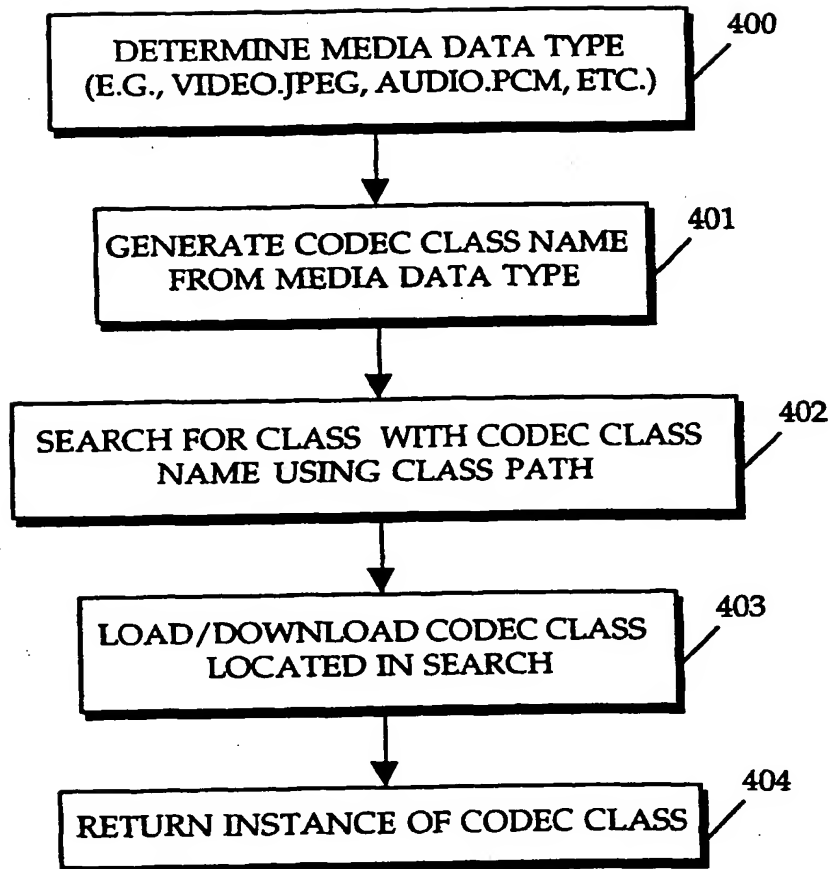 400
DETERMINE MEDIA DATA TYPE
(E.G., VIDEO.JPEG, AUDIO.PCM, ETC.)
401
GENERATE CODEC CLASS NAME
FROM MEDIA DATA TYPE
402
SEARCH FOR CLASS WITH CODEC CLASS
NAME USING CLASS PATH
403
LOAD/DOWNLOAD CODEC CLASS
LOCATED IN SEARCH
404
RETURN INSTANCE OF CODEC CLASS